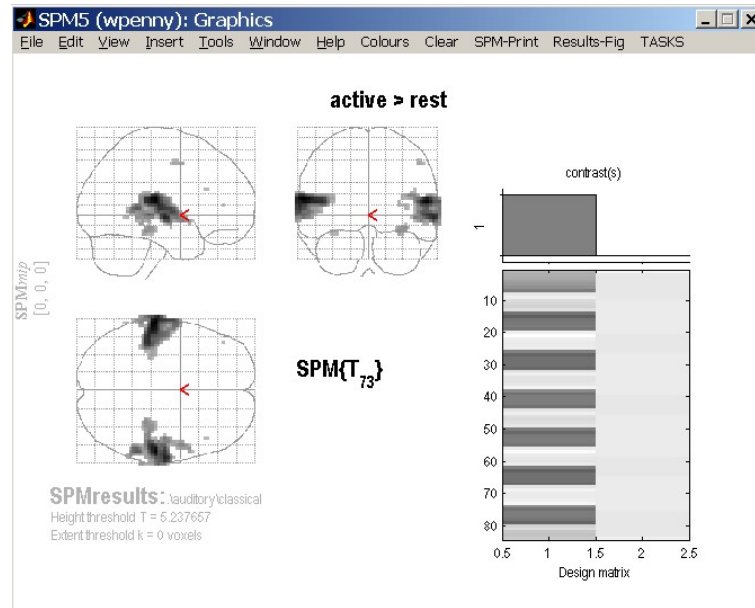 SPM5 (wpenny): Graphics
File Edit View Insert Tools Window Help Colours Clear SPM-Print Results-Fig TASKS
active > rest
SPMmip
[0, 0, 0]
<
<
<
SPM{T73}
contrast(s)
1
10
20
30
40
50
60
70
80
0.5 1 1.5 2 2.5
Design matrix
SPMresults: .\auditory\classical
Height threshold T = 5.237657
Extent threshold k = 0 voxels